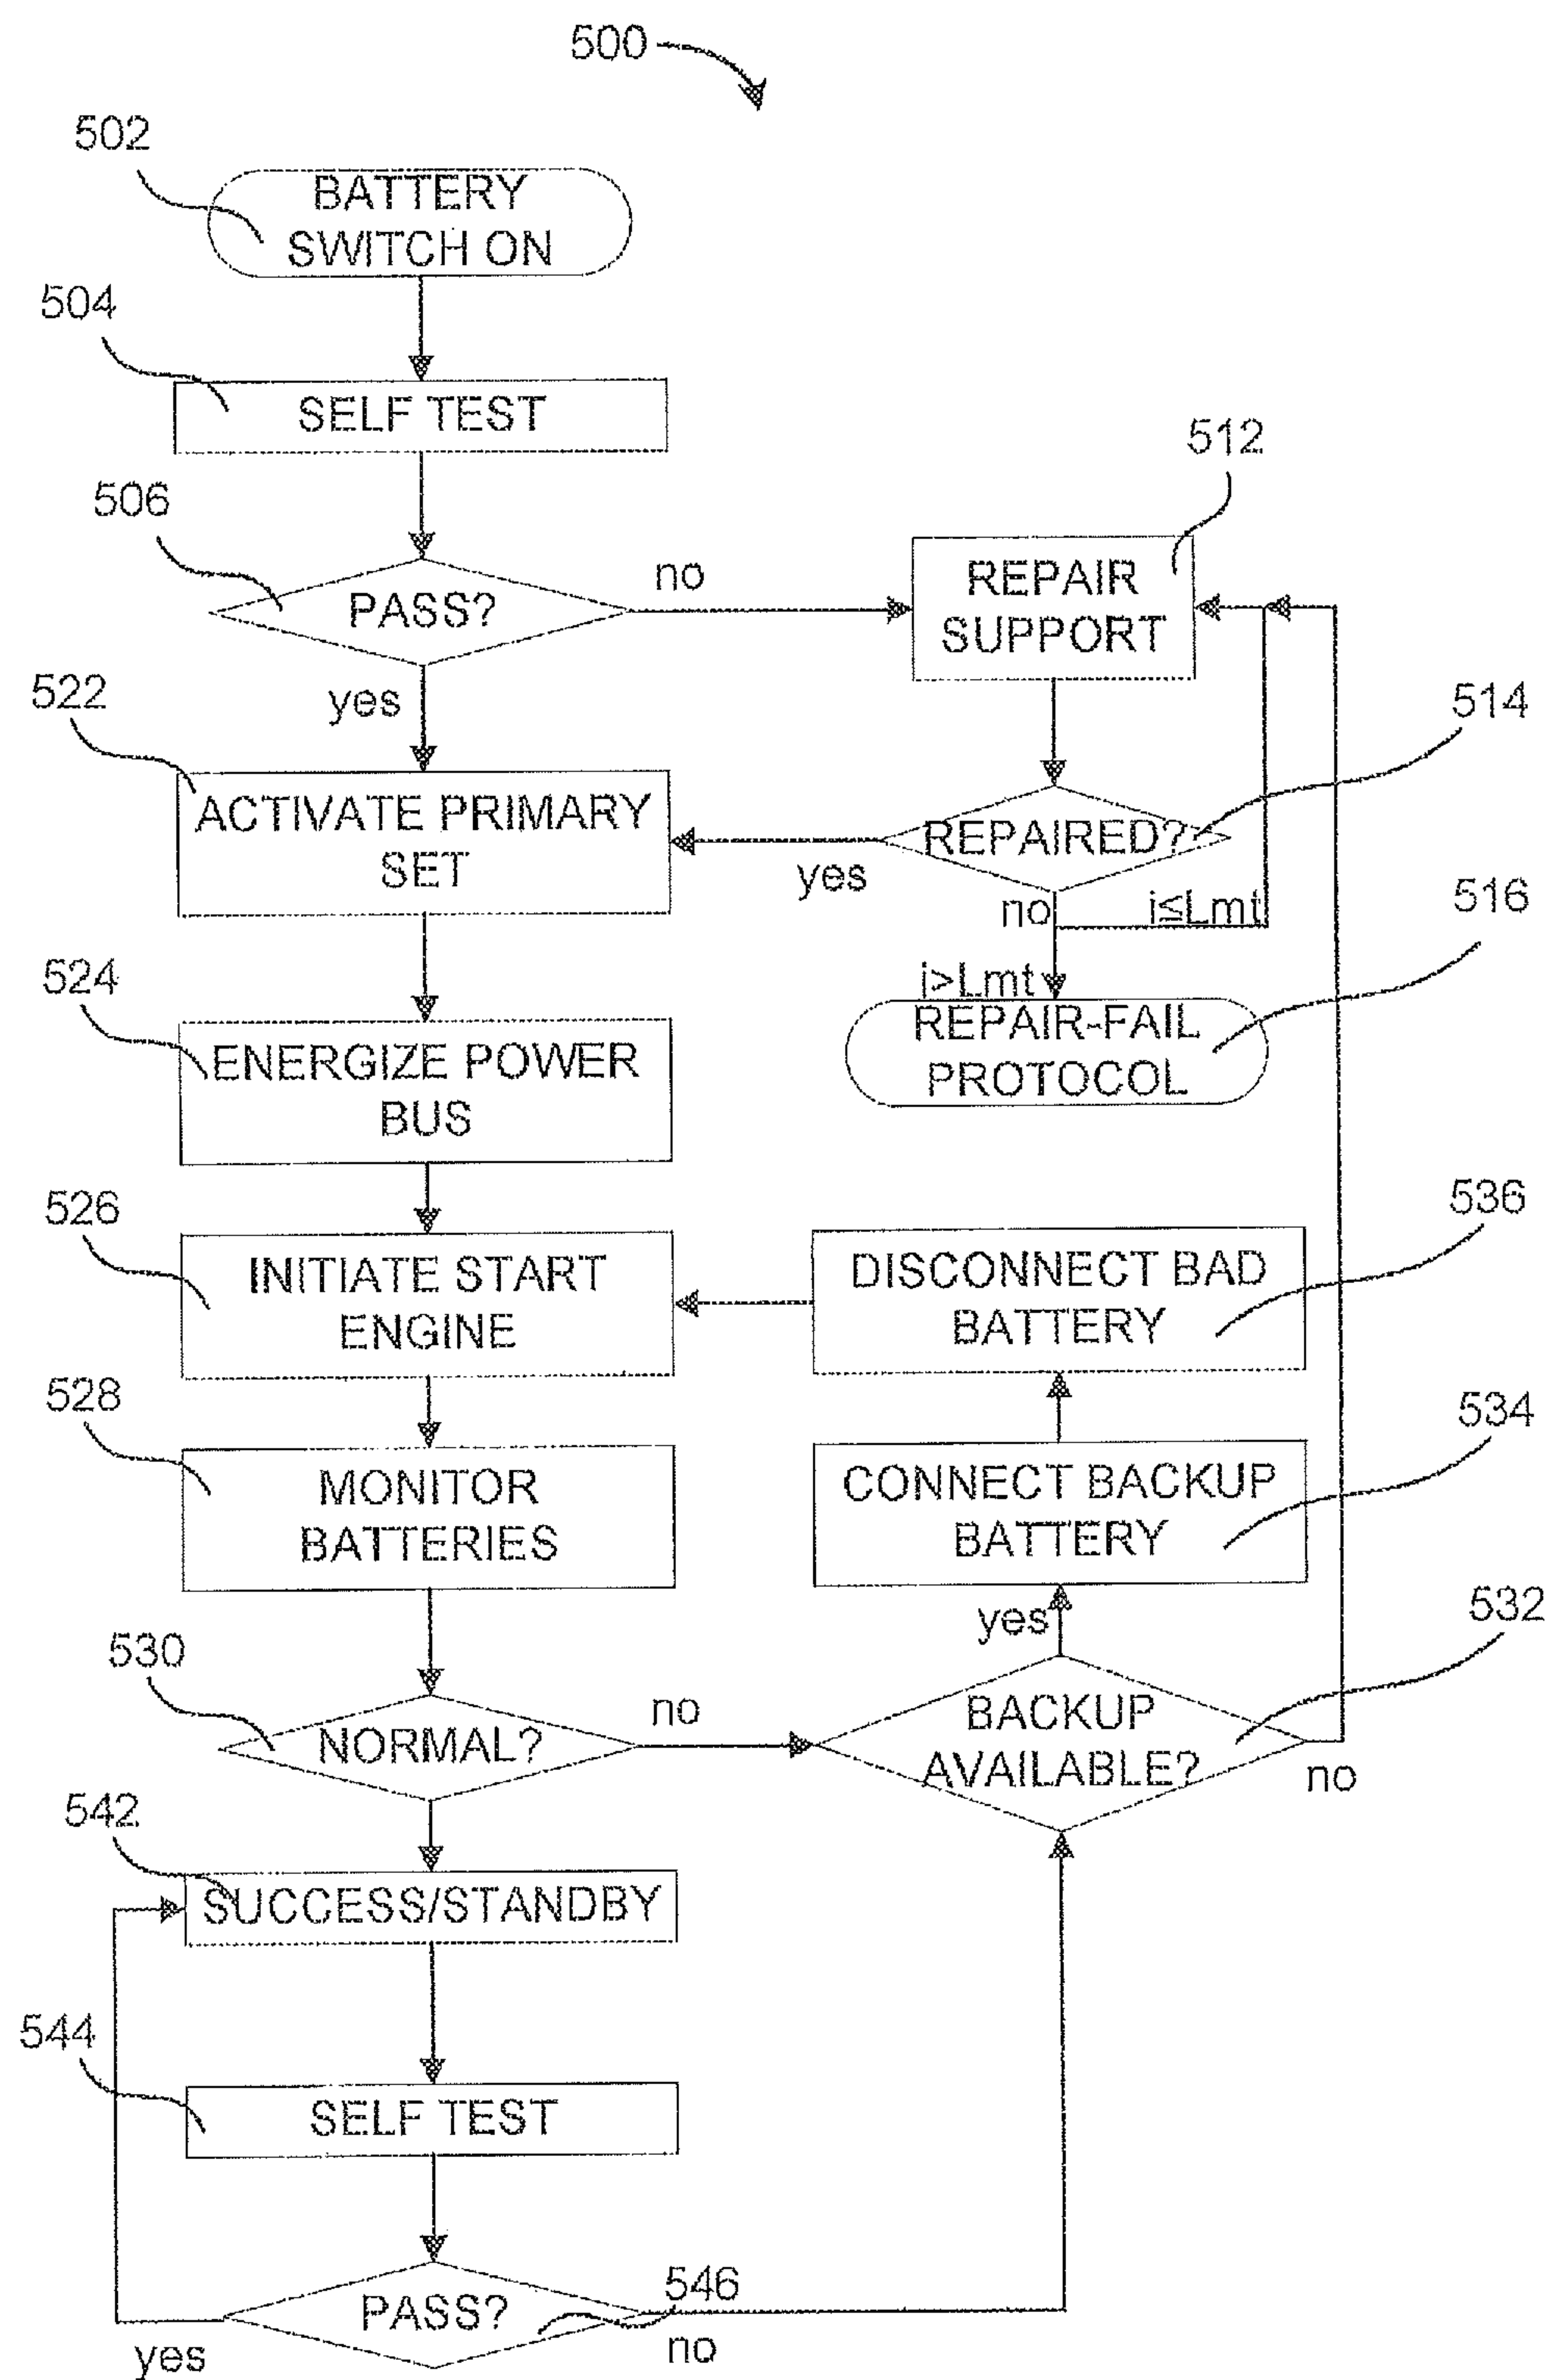 500
502
BATTERY
SWITCH ON
504
SELF TEST
512
506
PASS?
no
REPAIR
SUPPORT
yes
522
514
ACTIVATE PRIMARY
SET
yes
REPAIRED?
no
i≦Lmt
516
i>Lmt
REPAIR-FAIL
PROTOCOL
524
ENERGIZE POWER
BUS
526
INITIATE START
ENGINE
536
DISCONNECT BAD
BATTERY
528
MONITOR
BATTERIES
534
CONNECT BACKUP
BATTERY
yes
532
530
NORMAL?
no
BACKUP
AVAILABLE?
no
542
SUCCESS/STANDBY
544
SELF TEST
546
PASS?
yes
no